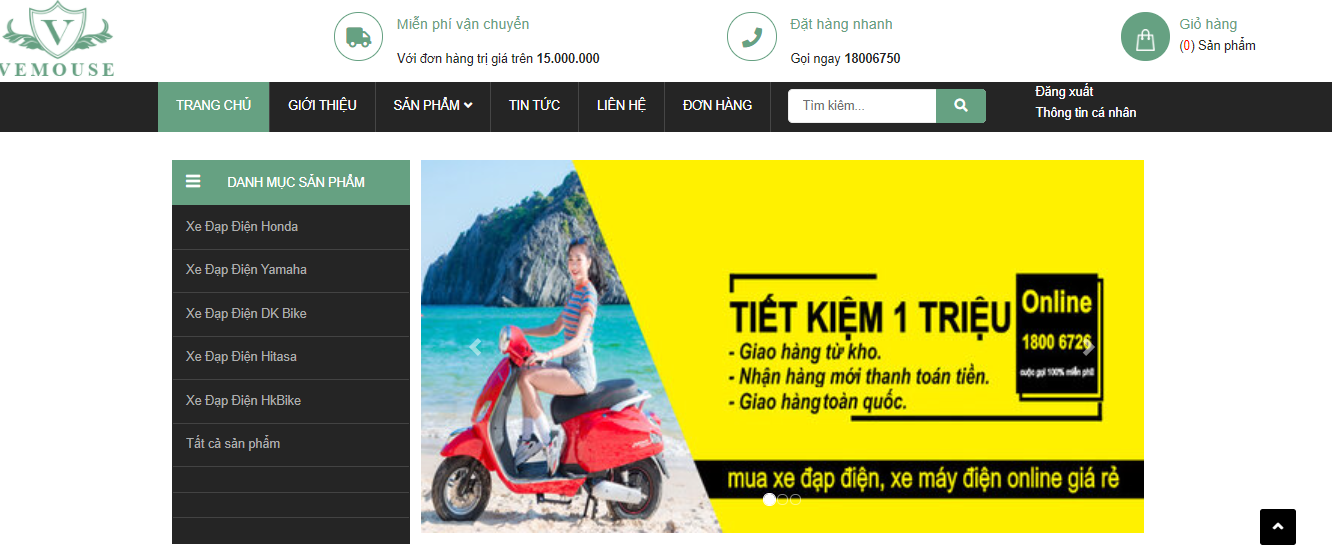 V
VEMOUSE
Miễn phí vận chuyển
Với đơn hàng trị giá trên 15.000.000
Đặt hàng nhanh
Gọi ngay 18006750
Giỏ hàng
(0) Sản phẩm
TRANG CHỦ
GIỚI THIỆU
SẢN PHẨM
TIN TỨC
LIÊN HỆ
ĐƠN HÀNG
Tìm kiếm...
Đăng xuất
Thông tin cá nhân
DANH MỤC SẢN PHẨM
Xe Đạp Điện Honda
Xe Đạp Điện Yamaha
Xe Đạp Điện DK Bike
Xe Đạp Điện Hitasa
Xe Đạp Điện HkBike
Tất cả sản phẩm
TIẾT KIỆM 1 TRIỆU
- Giao hàng từ kho.
- Nhận hàng mới thanh toán tiền.
- Giao hàng toàn quốc.
Online
1800 6726
cuộc gọi 100% miễn phí!
mua xe đạp điện, xe máy điện online giá rẻ